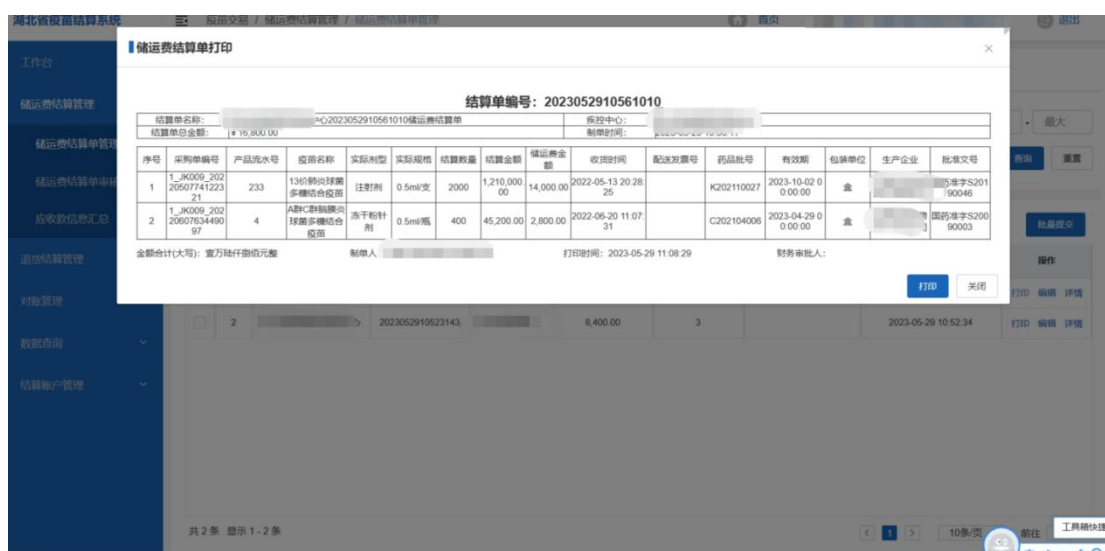 湖北省疫苗结算系统
疫苗交易 / 储运费结算管理 / 储运费结算单管理
首页
退出
工作台
储运费结算管理
储运费结算单管理
储运费结算单审核
应收款信息汇总
退货结算管理
对账管理
数据查询
结算账户管理
储运费结算单打印
结算单编号：2023052910561010
结算单名称: 中心2023052910561010储运费结算单 疾控中心:
结算单总金额: ¥ 16,800.00 制单时间:
序号 采购单编号 产品流水号 疫苗名称 实际剂型 实际规格 结算数量 结算金额 储运费金额 收货时间 配送发票号 药品批号 有效期 包装单位 生产企业 批准文号
1 1_JK009_2022050774122321 233 13价肺炎球菌多糖结合疫苗 注射剂 0.5ml/支 2000 1,210,000.00 14,000.00 2022-05-13 20:28:25 K202110027 2023-10-02 00:00:00 盒 国药准字S20190046
2 1_JK009_2022060763449097 4 A群C群脑膜炎球菌多糖结合疫苗 冻干粉针剂 0.5ml/瓶 400 45,200.00 2,800.00 2022-06-20 11:07:31 C202104006 2023-04-29 00:00:00 盒 国药准字S20090003
金额合计(大写): 壹万陆仟捌佰元整 制单人 打印时间: 2023-05-29 11:08:29 财务审批人:
打印 关闭
- 最大
查询 重置
批量提交
操作
打印 编辑 详情
2 2023052910523143 8,400.00 3 2023-05-29 10:52:34 打印 编辑 详情
共 2 条 显示 1 - 2 条
< 1 > 10条/页 前往
工具箱快捷